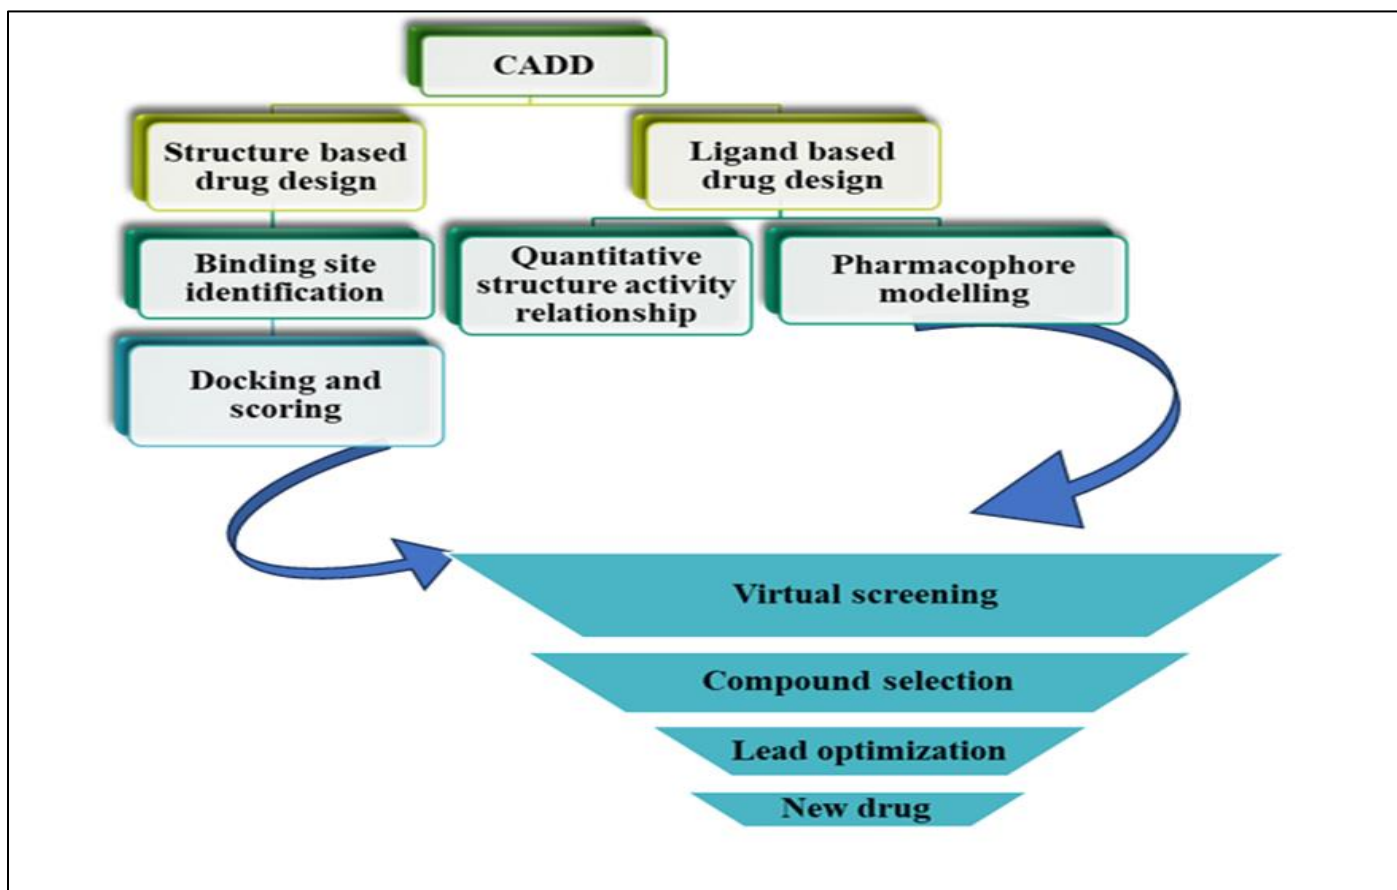 CADD
Structure based
drug design
Ligand based
drug design
Binding site
identification
Quantitative
structure activity
relationship
Pharmacophore
modelling
Docking and
scoring
Virtual screening
Compound selection
Lead optimization
New drug